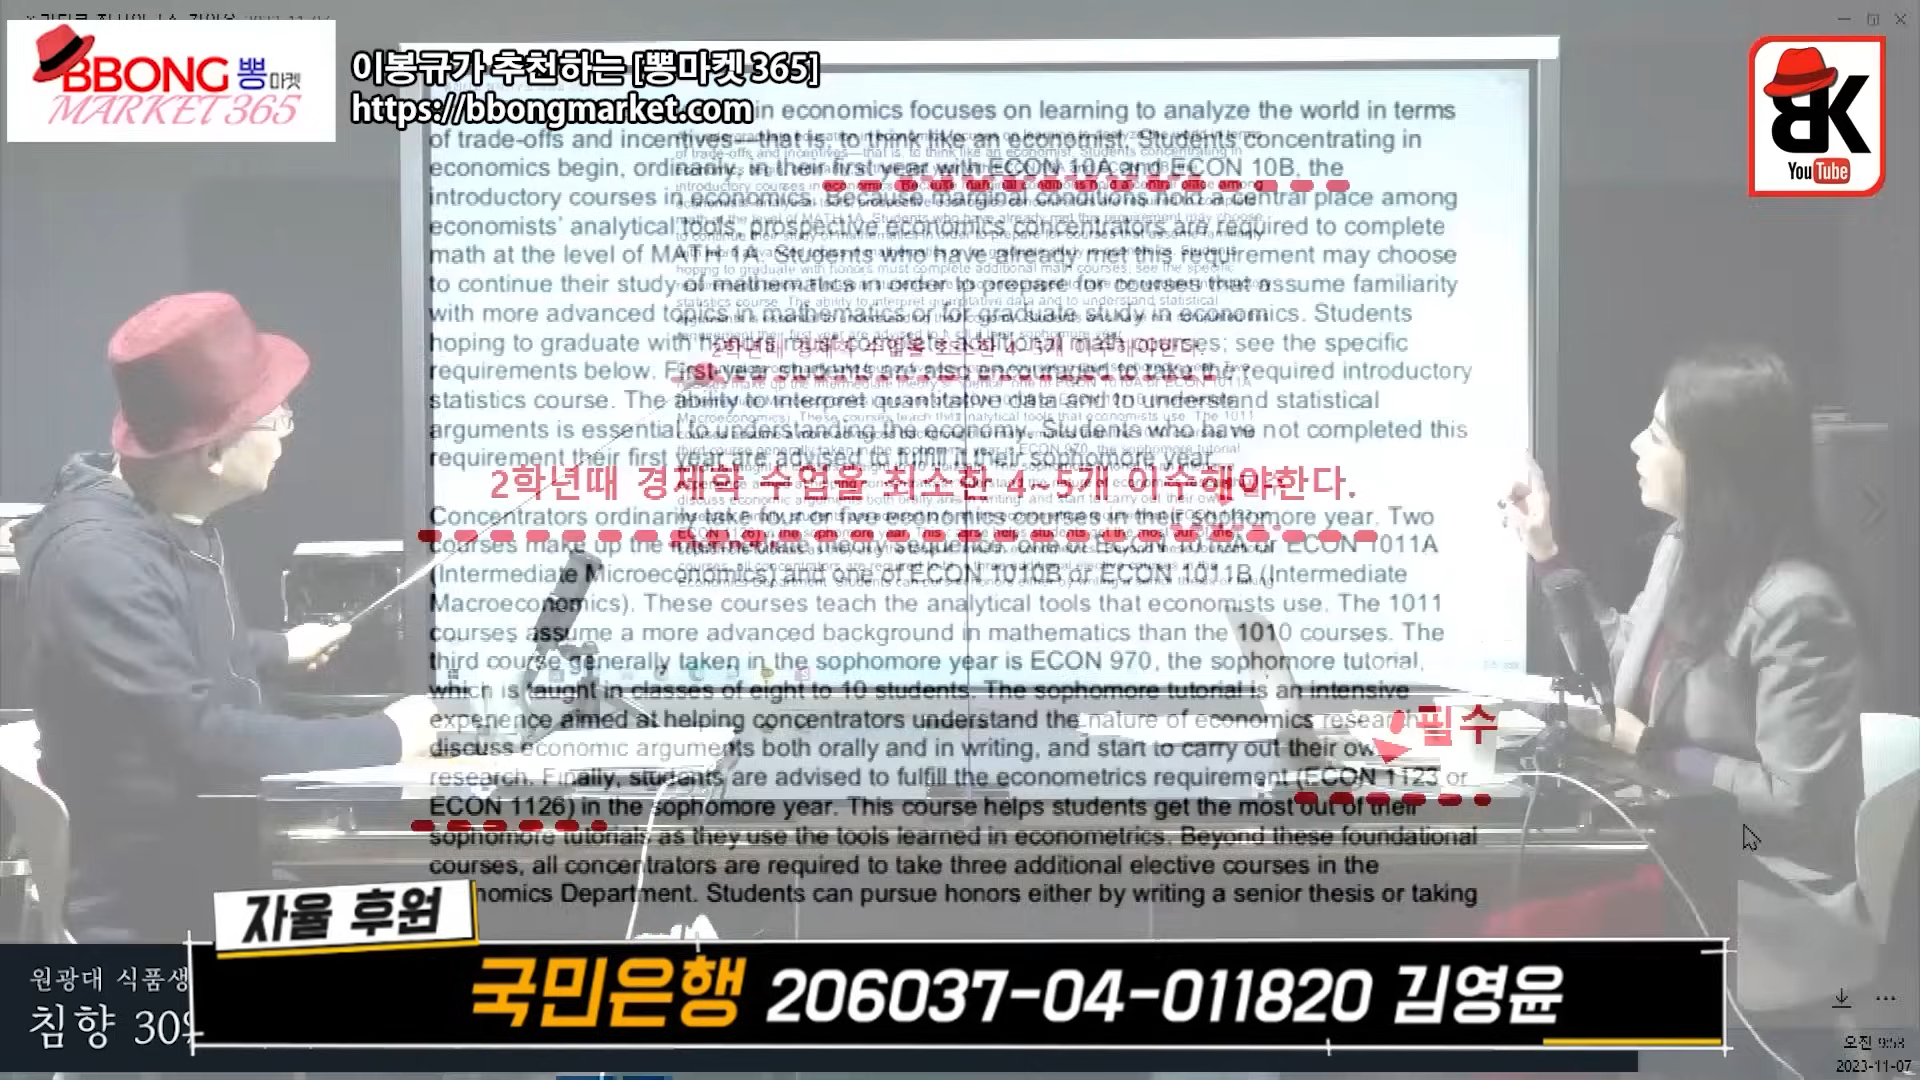 BBONG 뽕마켓
MARKET 365
이봉규가 추천하는 [뽕마켓 365]
https://bbongmarket.com
BK
YouTube
in economics focuses on learning to analyze the world in terms
of trade-offs and incentives—that is, to think like an economist. Students concentrating in
economics begin, ordinarily, in their first year with ECON 10A and ECON 10B, the
introductory courses in economics. Because marginal conditions hold a central place among
economists' analytical tools, prospective economics concentrators are required to complete
math at the level of MATH 1A. Students who have already met this requirement may choose
to continue their study of mathematics in order to prepare for courses that assume familiarity
with more advanced topics in mathematics or for graduate study in economics. Students
hoping to graduate with honors must complete additional math courses; see the specific
requirements below. First-year students are also encouraged to take the required introductory
statistics course. The ability to interpret quantitative data and to understand statistical
arguments is essential to understanding the economy. Students who have not completed this
requirement their first year are advised to fulfill it their sophomore year.
2학년때 경제학 수업을 최소한 4~5개 이수해야한다.
Concentrators ordinarily take four or five economics courses in their sophomore year. Two
courses make up the intermediate theory sequence: one of ECON 1010A or ECON 1011A
(Intermediate Microeconomics) and one of ECON 1010B or ECON 1011B (Intermediate
Macroeconomics). These courses teach the analytical tools that economists use. The 1011
courses assume a more advanced background in mathematics than the 1010 courses. The
third course generally taken in the sophomore year is ECON 970, the sophomore tutorial,
which is taught in classes of eight to 10 students. The sophomore tutorial is an intensive
experience aimed at helping concentrators understand the nature of economics research,
필수
discuss economic arguments both orally and in writing, and start to carry out their ow
research. Finally, students are advised to fulfill the econometrics requirement (ECON 1123 or
ECON 1126) in the sophomore year. This course helps students get the most out of their
sophomore tutorials as they use the tools learned in econometrics. Beyond these foundational
courses, all concentrators are required to take three additional elective courses in the
nomics Department. Students can pursue honors either by writing a senior thesis or taking
자율 후원
국민은행 206037-04-011820 김영윤
원광대 식품생
침향 30
오전 9:58
2023-11-07